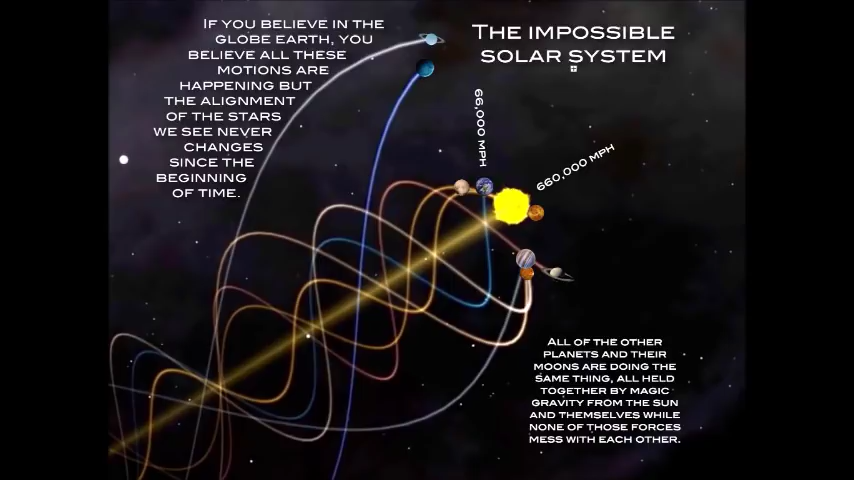 IF YOU BELIEVE IN THE
GLOBE EARTH, YOU
BELIEVE ALL THESE
MOTIONS ARE
HAPPENING BUT
THE ALIGNMENT
OF THE STARS
WE SEE NEVER
CHANGES
SINCE THE
BEGINNING
OF TIME.
THE IMPOSSIBLE
SOLAR SYSTEM
66,000 MPH
660,000 MPH
ALL OF THE OTHER
PLANETS AND THEIR
MOONS ARE DOING THE
SAME THING, ALL HELD
TOGETHER BY MAGIC
GRAVITY FROM THE SUN
AND THEMSELVES WHILE
NONE OF THOSE FORCES
MESS WITH EACH OTHER.